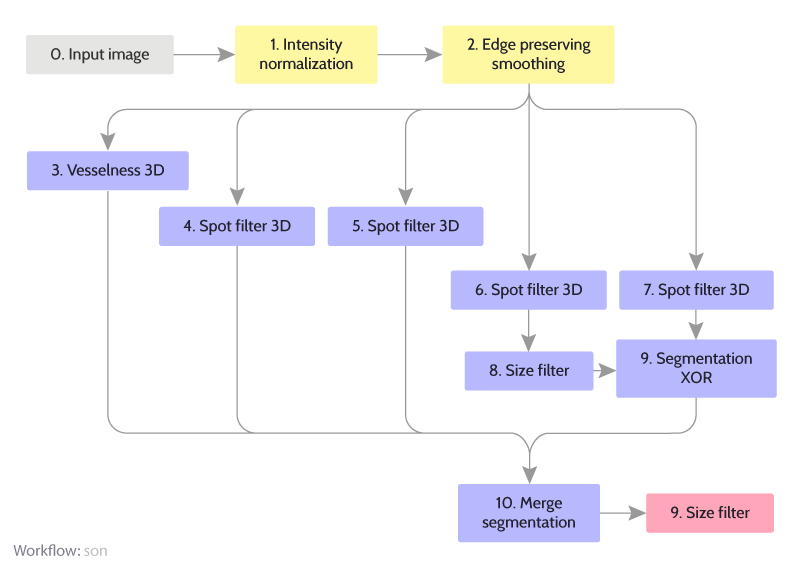 0. Input image
1. Intensity
normalization
2. Edge preserving
smoothing
3. Vesselness 3D
4. Spot filter 3D
5. Spot filter 3D
6. Spot filter 3D
7. Spot filter 3D
8. Size filter
9. Segmentation
XOR
10. Merge
segmentation
9. Size filter
Workflow: son